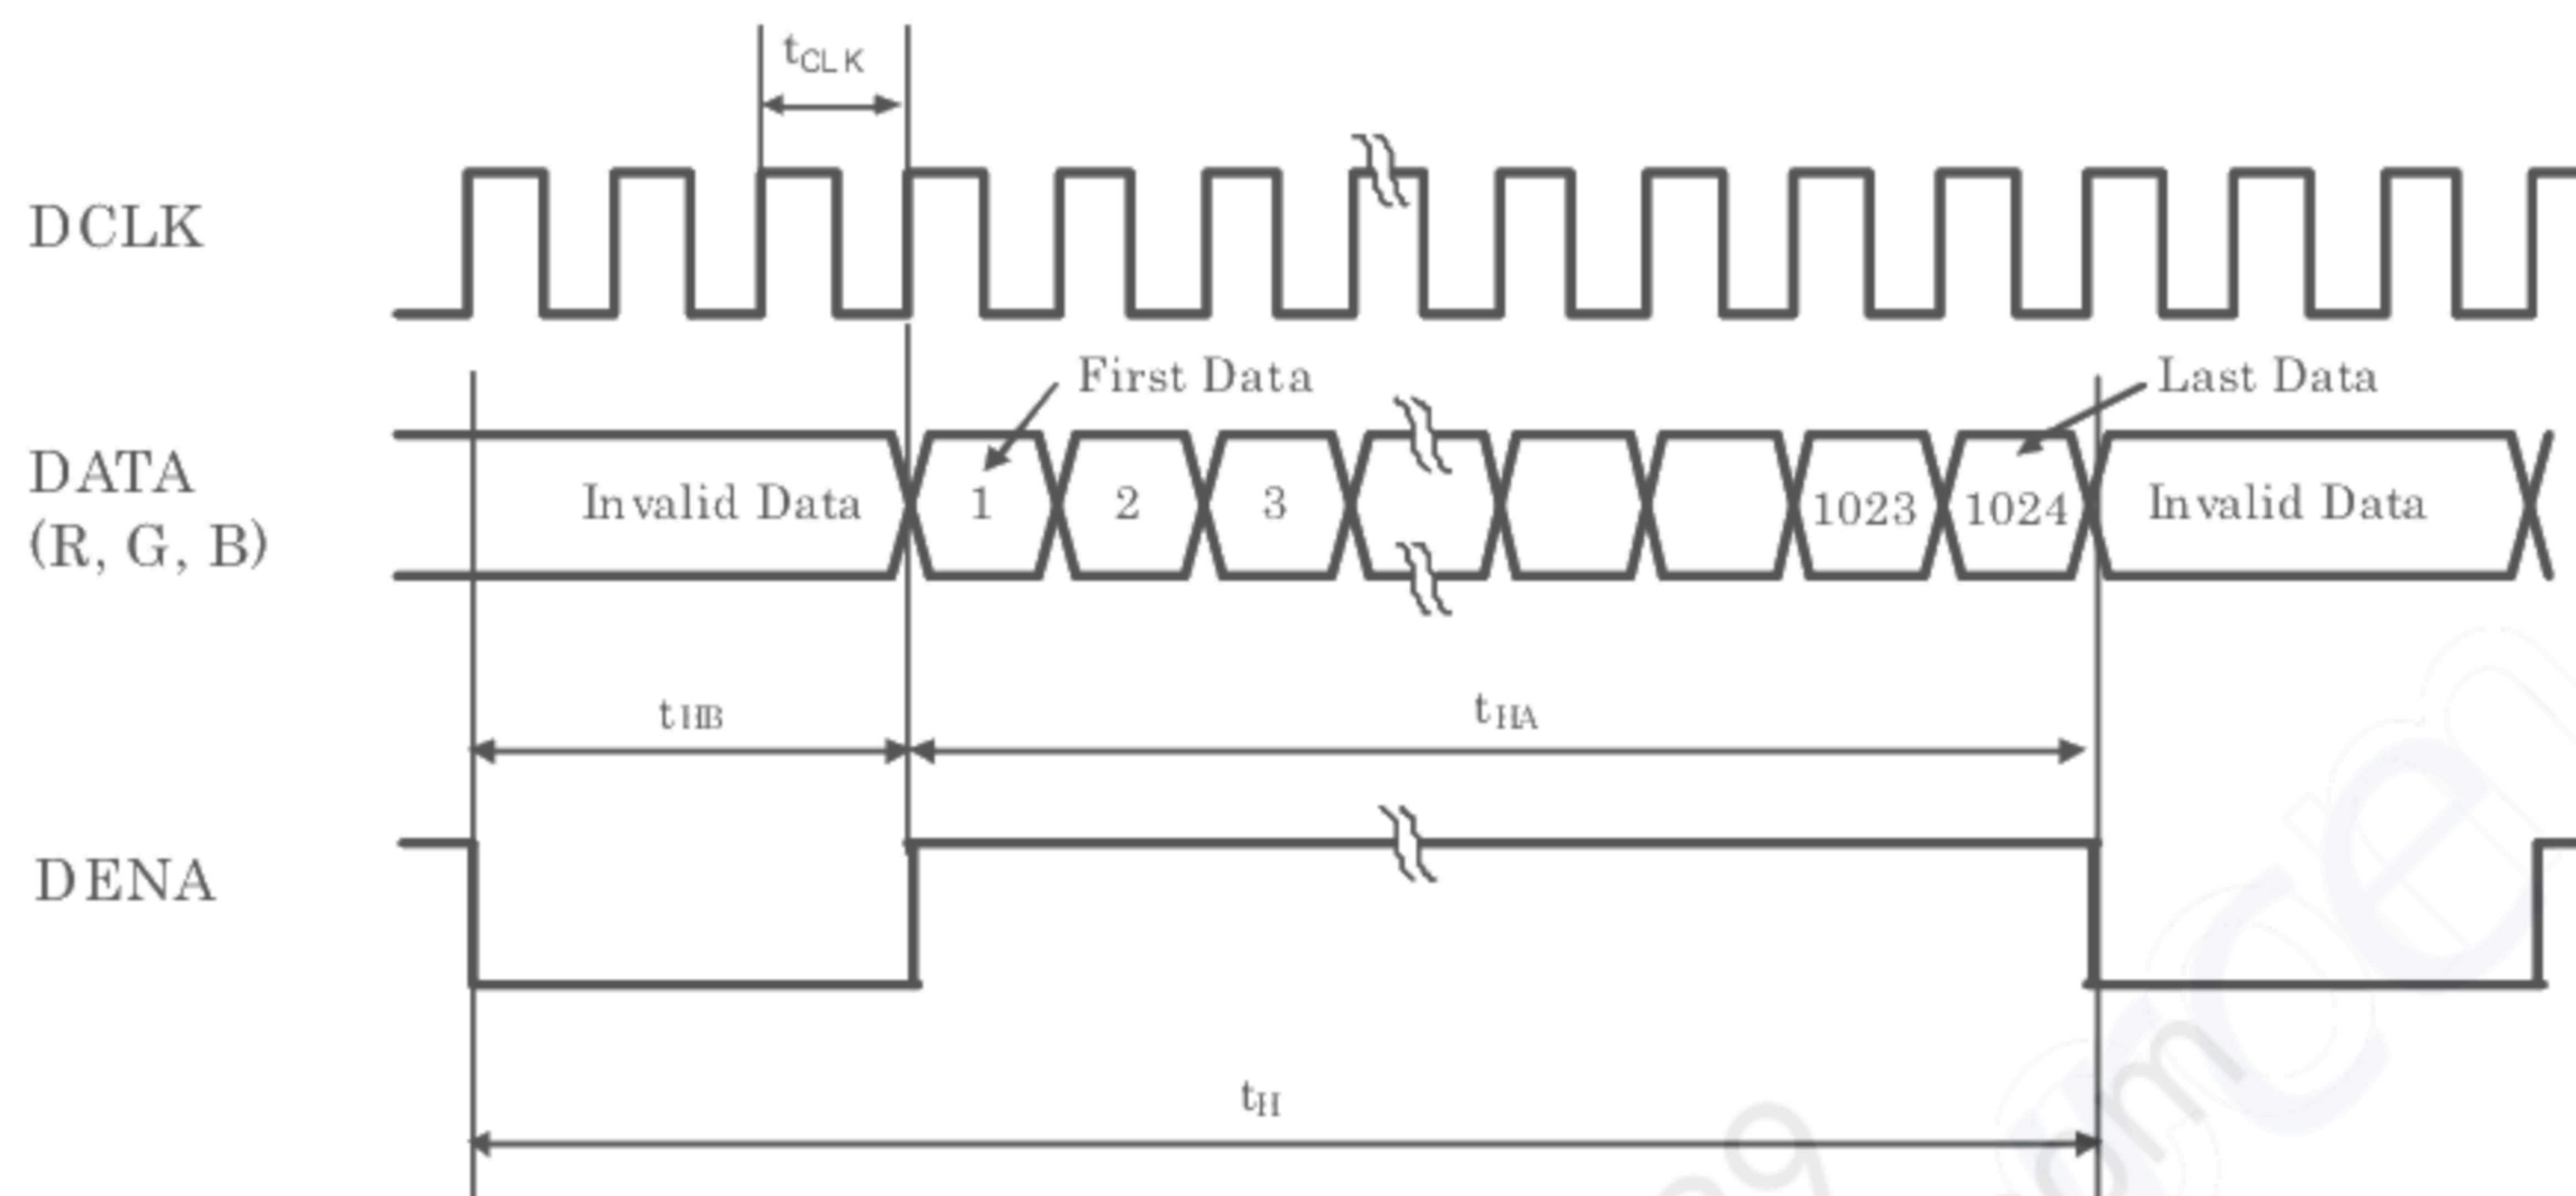 tCLK
DCLK
First Data
Last Data
DATA
(R, G, B)
Invalid Data
1
2
3
1023
1024
Invalid Data
tHB
tHA
DENA
tH